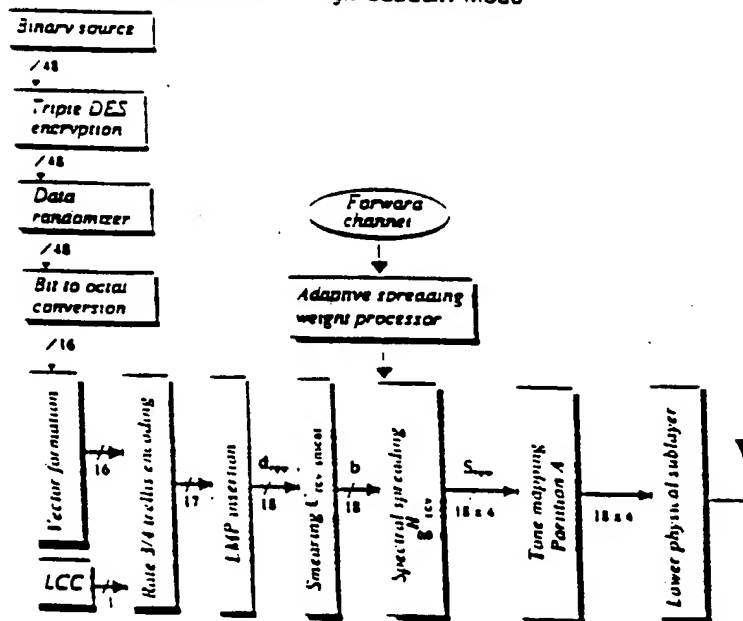 Binary source
/48
Triple DES
encryption
/48
Data
randomizer
/48
Bit to octal
conversion
/16
Forward
channel
Adaptive spreading
weight processor
Vector formation
16
LCC
1
Rate 3/4 trellis encoding
17
LMP insertion
d
18
Smearing C
b
18
Spectral spreading
18 x 4
Tone mapping
Partition A
18 x 4
Lower physical sublayer